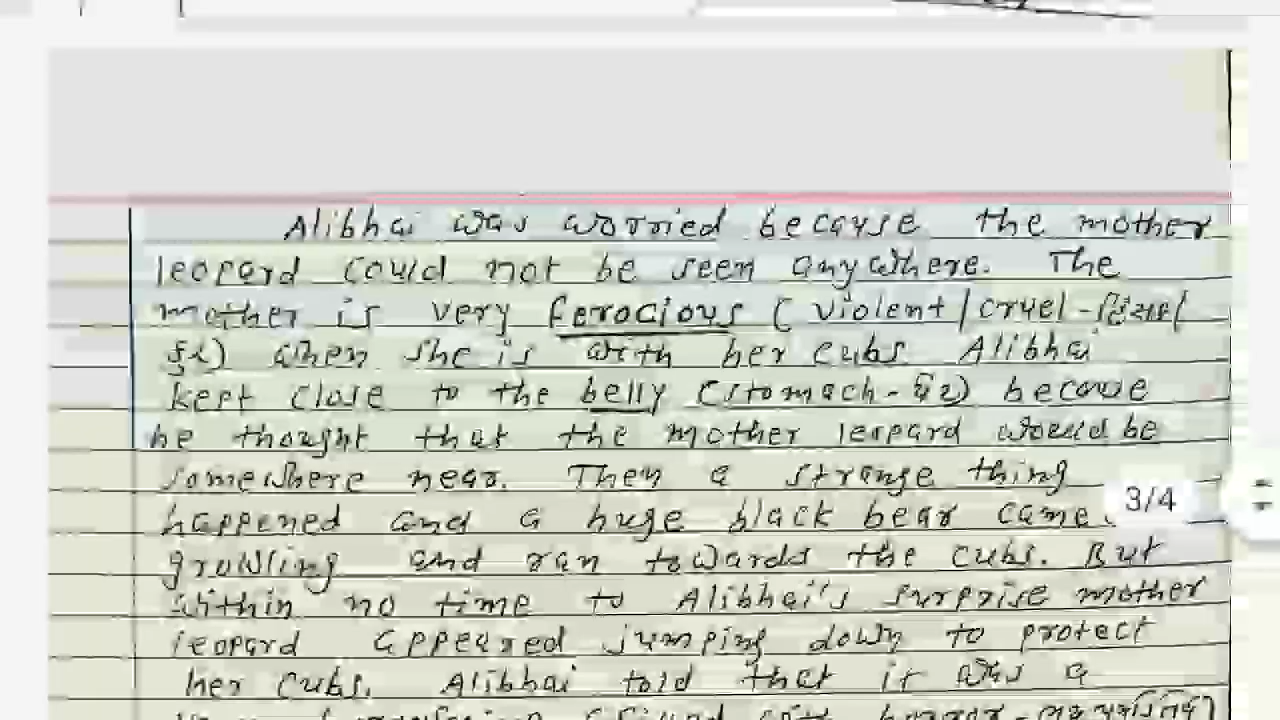 Alibhai was worried because the mother
leopard could not be seen anywhere. The
mother is very ferocious ( violent/cruel-हिंसक/
क्रूर) when she is with her cubs Alibhai
kept close to the belly (stomach-पेट) because
he thought that the mother leopard would be
somewhere near. Then a strange thing
happened and a huge black bear came
growling and ran towards the cubs. But
within no time to Alibhai's surprise mother
leopard appeared jumping down to protect
her cubs. Alibhai told that it was a
horror-
3/4